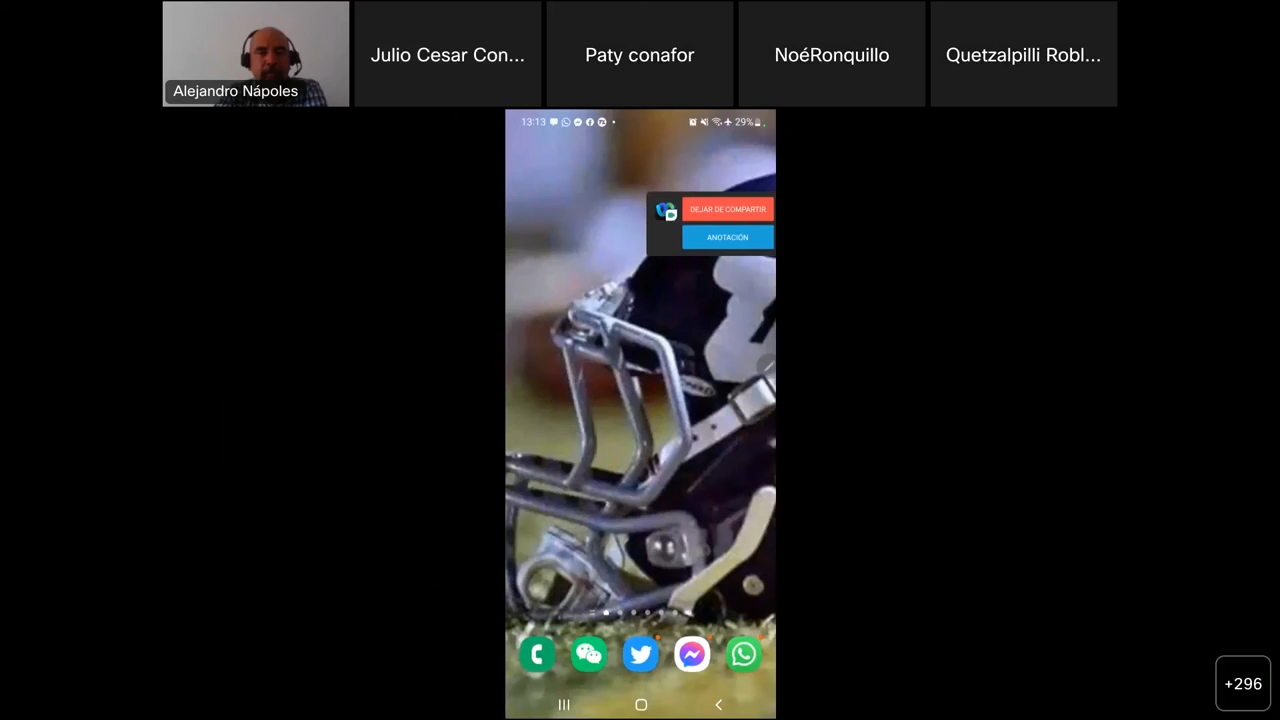 Alejandro Nápoles
Julio Cesar Con...
Paty conafor
NoéRonquillo
Quetzalpilli Robl...
13:13
29%
DEJAR DE COMPARTIR
ANOTACIÓN
+296